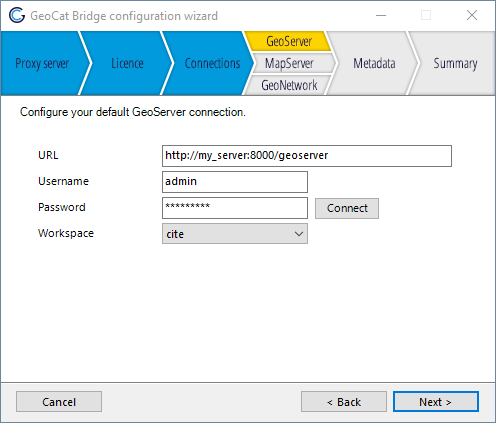 GeoCat Bridge configuration wizard
Proxy server
Licence
Connections
GeoServer
MapServer
GeoNetwork
Metadata
Summary
Configure your default GeoServer connection.
URL http://my_server:8000/geoserver
Username admin
Password ********* Connect
Workspace cite
Cancel < Back Next >